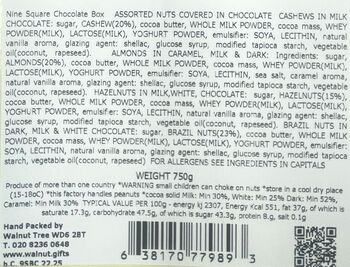 Nine Square Chocolate Box ASSORTED NUTS COVERED IN CHOCOLATE CASHEWS IN MILK
CHOCOLATE: sugar, CASHEW(20%), cocoa butter, WHOLE MILK POWDER, cocoa mass, WHEY
POWDER(MILK), LACTOSE(MILK), YOGHURT POWDER, emulsifier: SOYA, LECITHIN, natural
vanilla aroma, glazing agent: shellac, glucose syrup, modified tapioca starch, vegetable
oil(coconut, rapeseed). ALMONDS IN CARAMEL, MILK & DARK: Ingredients: sugar,
ALMONDS(20%), cocoa butter, WHOLE MILK POWDER, cocoa mass, WHEY POWDER(MILK),
LACTOSE(MILK), YOGHURT POWDER, emulsifier: SOYA, LECITHIN, sea salt, caramel aroma,
natural vanilla aroma, glazing agent: shellac, glucose syrup, modified tapioca starch,
vegetable oil(coconut, rapeseed). HAZELNUTS IN MILK,WHITE, CHOCOLATE: sugar, HAZELNUTS(15%),
cocoa butter, WHOLE MILK POWDER, cocoa mass, WHEY POWDER(MILK), LACTOSE(MILK),
YOGHURT POWDER, emulsifier: SOYA, LECITHIN, natural vanilla aroma, glazing agent: shellac,
glucose syrup, modified tapioca starch, vegetable oil(coconut, rapeseed). BRAZIL NUTS IN
DARK, MILK & WHITE CHOCOLATE: sugar, BRAZIL NUTS(23%), cocoa butter, WHOLE MILK
POWDER, cocoa mass, WHEY POWDER(MILK), LACTOSE(MILK), YOGHURT POWDER, emulsifier:
SOYA, LECITHIN, natural vanilla aroma, glazing agent: shellac, glucose syrup, modified tapioca
starch, vegetable oil(coconut, rapeseed) FOR ALLERGENS SEE INGREDIENTS IN CAPITALS
WEIGHT 750g
Produce of more than one country *WARNING small children can choke on nuts *store in a cool dry place
(15-18oC) *this factory handles peanuts *cocoa solid Milk: Min 30%, White: Min 25% Dark: Min 52%,
Caramel: Min Milk 30% TYPICAL VALUE PER 100g - energy kj 2307, Energy Kcal 551, fat 37g, of which is
saturate 17.3g, carbohydrate 47.5g, of which is sugar 43.3g, protein 8.g, salt 0.1g
Hand Packed by
Walnut Tree WD6 2BT
T: 020 8236 0648
www.walnut.gifts
b.c. 9SBC 22.25
6 38170 77989 3